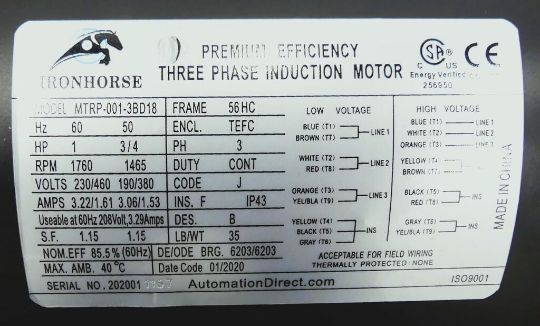 PREMIUM EFFICIENCY
THREE PHASE INDUCTION MOTOR
IRONHORSE
CSA
C US
Energy Verified
256950
CE
MODEL MTRP-001-3BD18 FRAME 56HC
Hz 60 50 ENCL. TEFC
HP 1 3/4 PH 3
RPM 1760 1465 DUTY CONT
VOLTS 230/460 190/380 CODE J
AMPS 3.22/1.61 3.06/1.53 INS. F IP43
Useable at 60Hz 208Volt,3.29Amps DES. B
S.F. 1.15 1.15 LB/WT 35
NOM.EFF 85.5% (60Hz) DE/ODE BRG. 6203/6203
MAX. AMB. 40°C Date Code 01/2020
SERIAL NO. 202001 AutomationDirect.com
LOW VOLTAGE
BLUE (T1)
BROWN (T7) LINE 1
WHITE (T2)
RED (T8) LINE 2
ORANGE (T3)
YEL/BLA (T9) LINE 3
YELLOW (T4)
BLACK (T5) INS
GRAY (T6)
HIGH VOLTAGE
BLUE (T1) LINE 1
WHITE (T2) LINE 2
ORANGE (T3) LINE 3
YELLOW (T4)
BROWN (T7)
BLACK (T5)
RED (T8) INS
GRAY (T6)
YEL/BLA (T9) INS
ACCEPTABLE FOR FIELD WIRING
THERMALLY PROTECTED: NONE
MADE IN CHINA
ISO9001